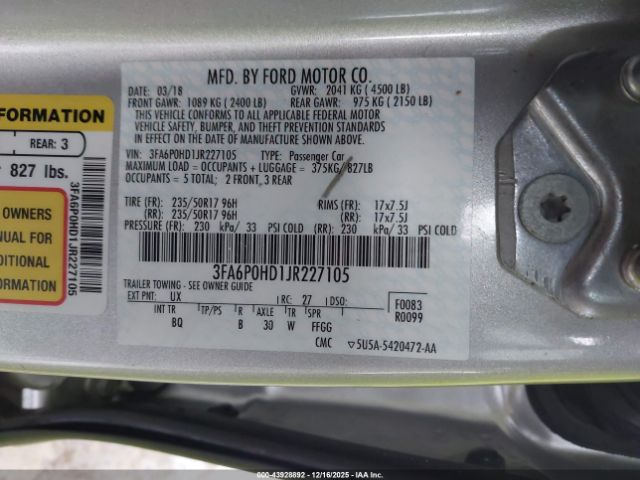 FORMATION
REAR: 3
827 lbs.
OWNERS
NUAL FOR
DDITIONAL
ORMATION
3FA6P0HD1JR227105
MFD. BY FORD MOTOR CO.
DATE: 03/18 GVWR: 2041 KG (4500 LB)
FRONT GAWR: 1089 KG (2400 LB) REAR GAWR: 975 KG (2150 LB)
THIS VEHICLE CONFORMS TO ALL APPLICABLE FEDERAL MOTOR
VEHICLE SAFETY, BUMPER, AND THEFT PREVENTION STANDARDS
IN EFFECT ON THE DATE OF MANUFACTURE SHOWN ABOVE.
VIN: 3FA6P0HD1JR227105 TYPE: Passenger Car
MAXIMUM LOAD = OCCUPANTS + LUGGAGE = 375KG/827LB
OCCUPANTS = 5 TOTAL; 2 FRONT, 3 REAR
TIRE (FR): 235/50R17 96H RIMS (FR): 17x7.5J
(RR): 235/50R17 96H (RR): 17x7.5J
PRESSURE (FR): 230 kPa/ 33 PSI COLD (RR): 230 kPa/ 33 PSI COLD
3FA6P0HD1JR227105
TRAILER TOWING - SEE OWNER GUIDE
EXT PNT: UX RC: 27 DSO: F0083
INT TR TP/PS R AXLE TR SPR R0099
BQ B 30 W FFGG
CMC ▽5U5A-5420472-AA
000-43928892 - 12/16/2025 - IAAI.com